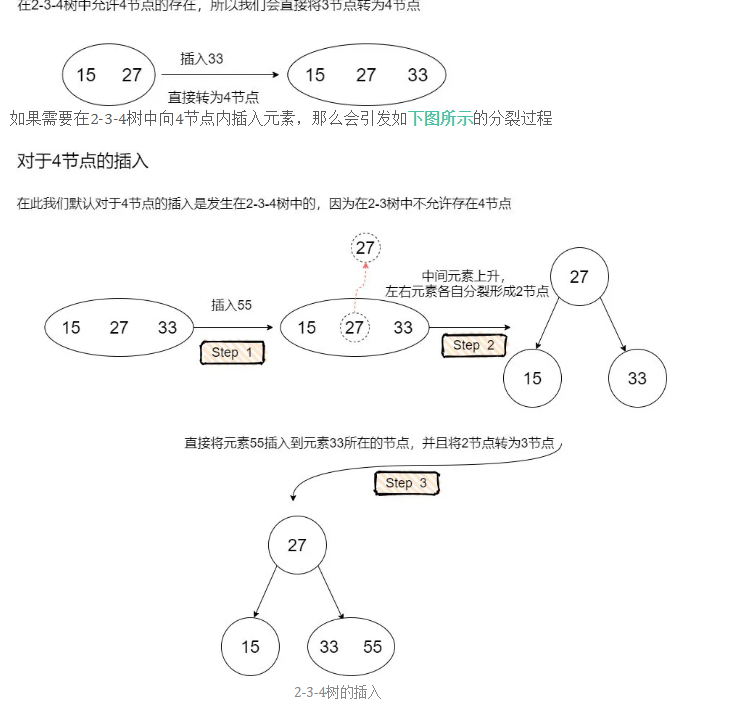 在2-3-4树中允许4节点的存在，所以我们会直接将3节点转为4节点
插入33
15 27
15 27 33
直接转为4节点
如果需要在2-3-4树中向4节点内插入元素，那么会引发如下图所示的分裂过程
对于4节点的插入
在此我们默认对于4节点的插入是发生在2-3-4树中的，因为在2-3树中不允许存在4节点
27
中间元素上升，
左右元素各自分裂形成2节点
27
插入55
15 27 33
15 27 33
Step 1
Step 2
15
33
直接将元素55插入到元素33所在的节点，并且将2节点转为3节点
Step 3
27
15
33 55
2-3-4树的插入